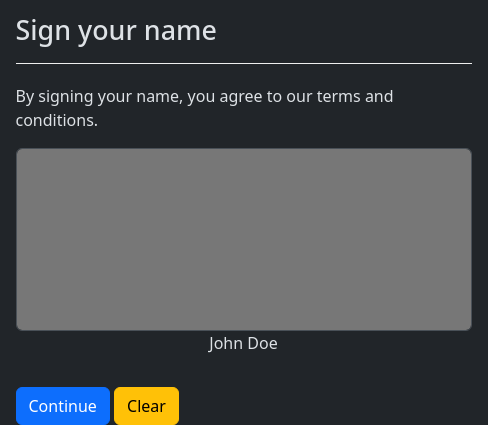 Sign your name
By signing your name, you agree to our terms and
conditions.
John Doe
Continue Clear